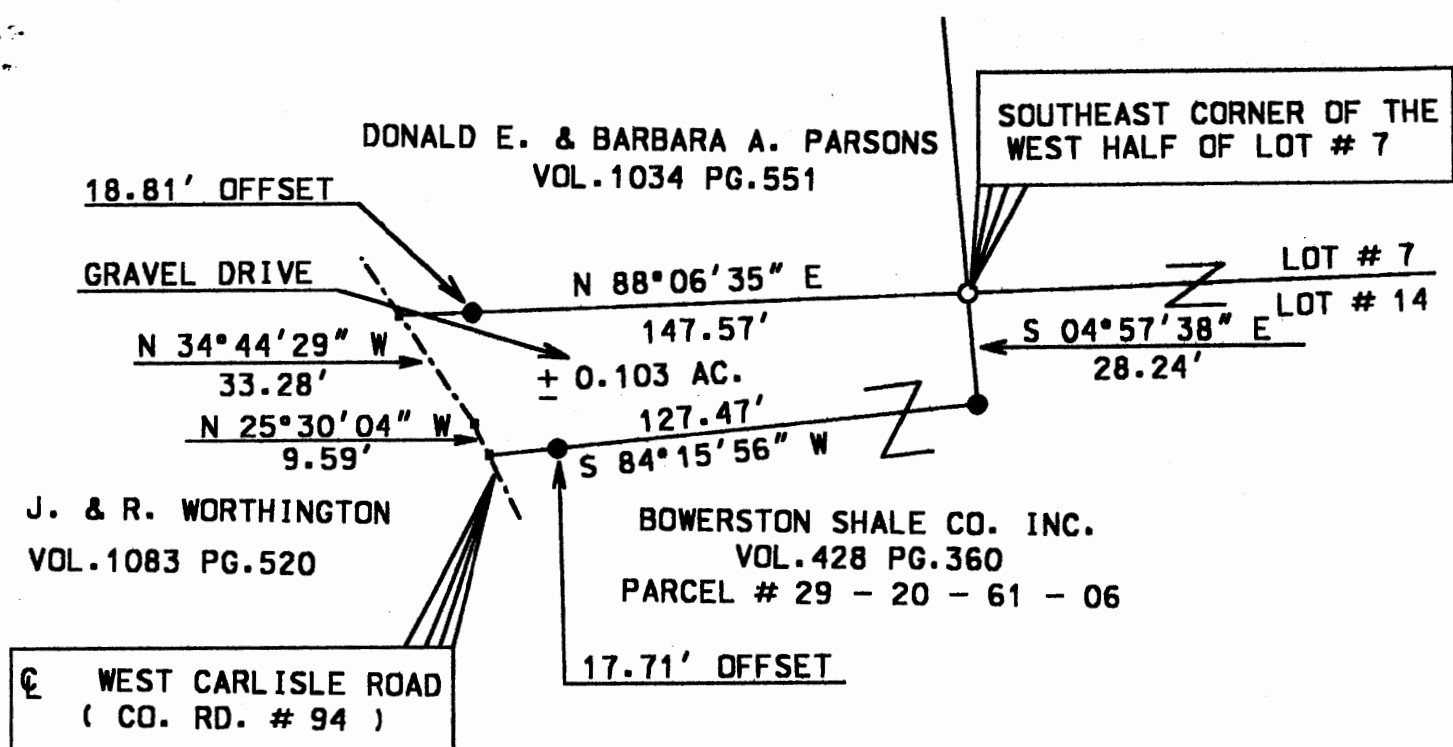 DONALD E. & BARBARA A. PARSONS
VOL.1034 PG.551
SOUTHEAST CORNER OF THE
WEST HALF OF LOT # 7
18.81' OFFSET
GRAVEL DRIVE
N 88°06'35" E
147.57'
LOT # 7
LOT # 14
N 34°44'29" W
33.28'
± 0.103 AC.
S 04°57'38" E
28.24'
127.47'
S 84°15'56" W
N 25°30'04" W
9.59'
J. & R. WORTHINGTON
VOL.1083 PG.520
BOWERSTON SHALE CO. INC.
VOL.428 PG.360
PARCEL # 29 - 20 - 61 - 06
17.71' OFFSET
℄ WEST CARLISLE ROAD
( CO. RD. # 94 )